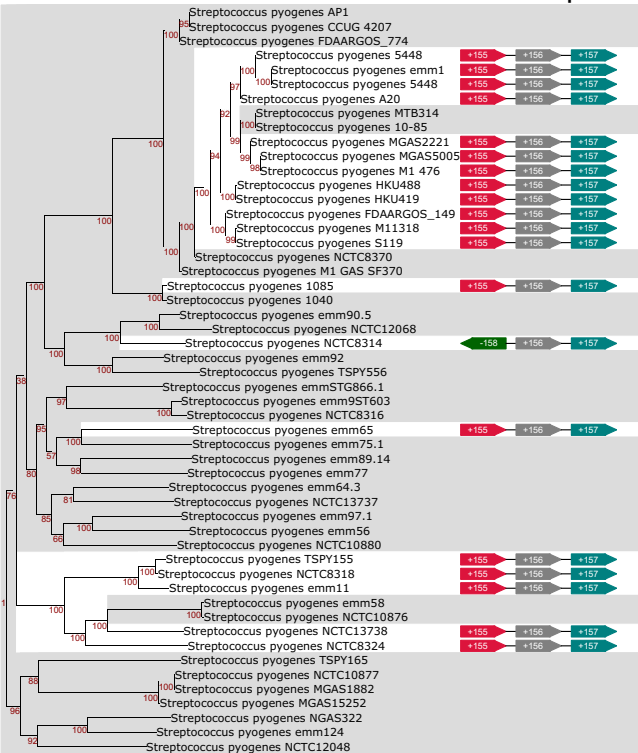 Streptococcus pyogenes AP1
Streptococcus pyogenes CCUG 4207
Streptococcus pyogenes FDAARGOS_774
Streptococcus pyogenes 5448 +155 +156 +157
Streptococcus pyogenes emm1 +155 +156 +157
Streptococcus pyogenes 5448 +155 +156 +157
Streptococcus pyogenes A20 +155 +156 +157
Streptococcus pyogenes MTB314
Streptococcus pyogenes 10-85
Streptococcus pyogenes MGAS2221 +155 +156 +157
Streptococcus pyogenes MGAS5005 +155 +156 +157
Streptococcus pyogenes M1 476 +155 +156 +157
Streptococcus pyogenes HKU488 +155 +156 +157
Streptococcus pyogenes HKU419 +155 +156 +157
Streptococcus pyogenes FDAARGOS_149 +155 +156 +157
Streptococcus pyogenes M11318 +155 +156 +157
Streptococcus pyogenes S119 +155 +156 +157
Streptococcus pyogenes NCTC8370
Streptococcus pyogenes M1 GAS SF370
Streptococcus pyogenes 1085 +155 +156 +157
Streptococcus pyogenes 1040
Streptococcus pyogenes emm90.5
Streptococcus pyogenes NCTC12068
Streptococcus pyogenes NCTC8314 -158 +156 +157
Streptococcus pyogenes emm92
Streptococcus pyogenes TSPY556
Streptococcus pyogenes emmSTG866.1
Streptococcus pyogenes emm9ST603
Streptococcus pyogenes NCTC8316
Streptococcus pyogenes emm65 +155 +156 +157
Streptococcus pyogenes emm75.1
Streptococcus pyogenes emm89.14
Streptococcus pyogenes emm77
Streptococcus pyogenes emm64.3
Streptococcus pyogenes NCTC13737
Streptococcus pyogenes emm97.1
Streptococcus pyogenes emm56
Streptococcus pyogenes NCTC10880
Streptococcus pyogenes TSPY155 +155 +156 +157
Streptococcus pyogenes NCTC8318 +155 +156 +157
Streptococcus pyogenes emm11 +155 +156 +157
Streptococcus pyogenes emm58
Streptococcus pyogenes NCTC10876
Streptococcus pyogenes NCTC13738 +155 +156 +157
Streptococcus pyogenes NCTC8324 +155 +156 +157
Streptococcus pyogenes TSPY165
Streptococcus pyogenes NCTC10877
Streptococcus pyogenes MGAS1882
Streptococcus pyogenes MGAS15252
Streptococcus pyogenes NGAS322
Streptococcus pyogenes emm124
Streptococcus pyogenes NCTC12048
95
100
100
100
97
92
100
99
99
98
94
100
100
99
100
100
100
100
100
100
100
100
100
100
100
38
97
100
95
100
57
98
80
81
85
100
66
76
100
100
100
100
100
100
1
88
100
100
96
100
92